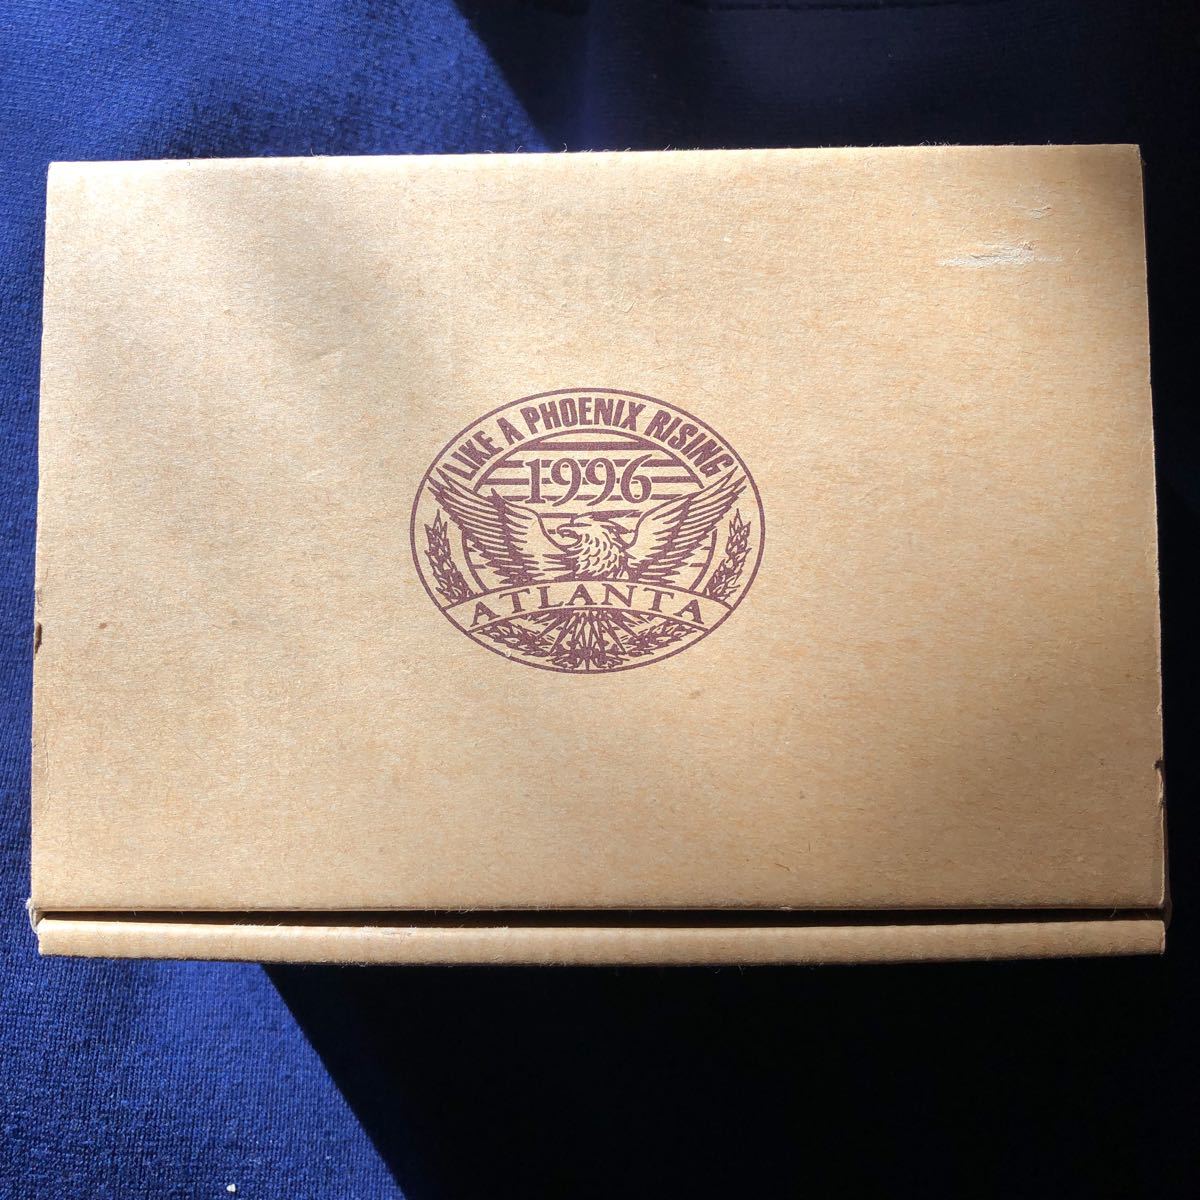 LIKE A PHOENIX RISING
1996
ATLANTA